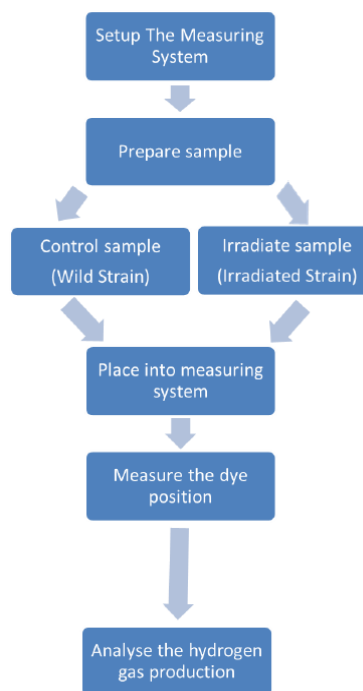 Setup The Measuring
System
Prepare sample
Control sample
(Wild Strain)
Irradiate sample
(Irradiated Strain)
Place into measuring
system
Measure the dye
position
Analyse the hydrogen
gas production